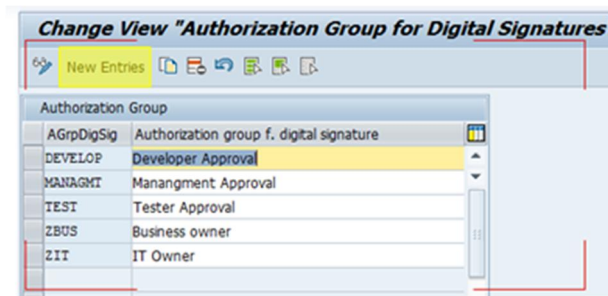 Change View "Authorization Group for Digital Signatures
New Entries
Authorization Group
AGrpDigSig Authorization group f. digital signature
DEVELOP Developer Approval
MANAGMT Manangment Approval
TEST Tester Approval
ZBUS Business owner
ZIT IT Owner